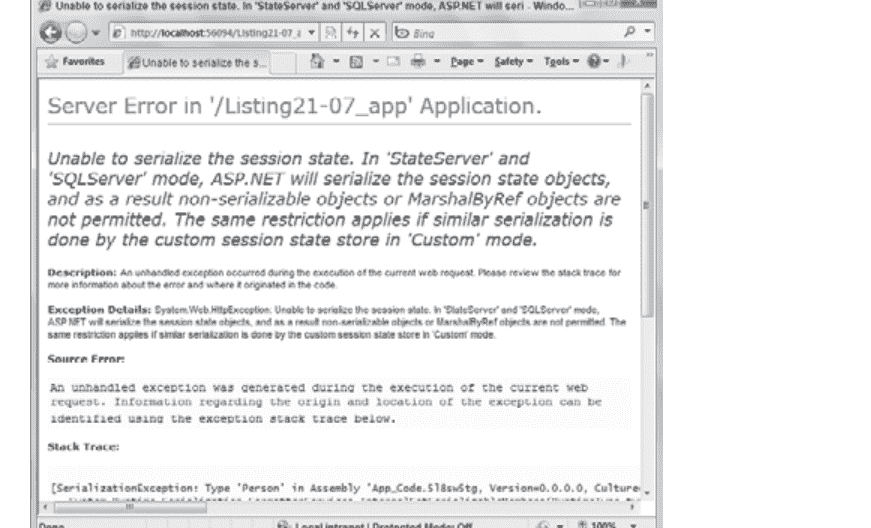 Unable to serialize the session state. In 'StateServer' and 'SQLServer' mode, ASP.NET will seri - Windo...
http://localhost:56094/Listing21-07_a Bing
Favorites Unable to serialize the s... Page Safety Tools
Server Error in '/Listing21-07_app' Application.
Unable to serialize the session state. In 'StateServer' and
'SQLServer' mode, ASP.NET will serialize the session state objects,
and as a result non-serializable objects or MarshalByRef objects are
not permitted. The same restriction applies if similar serialization is
done by the custom session state store in 'Custom' mode.
Description: An unhandled exception occurred during the execution of the current web request. Please review the stack trace for
more information about the error and where it originated in the code.
Exception Details: System.Web.HttpException: Unable to serialize the session state. In 'StateServer' and 'SQLServer' mode,
ASP.NET will serialize the session state objects, and as a result non-serializable objects or MarshalByRef objects are not permitted. The
same restriction applies if similar serialization is done by the custom session state store in 'Custom' mode.
Source Error:
An unhandled exception was generated during the execution of the current web
request. Information regarding the origin and location of the exception can be
identified using the exception stack trace below.
Stack Trace:
[SerializationException: Type 'Person' in Assembly 'App_Code.5l8swStg, Version=0.0.0.0, Culture
Done Local intranet | Protected Mode: Off 100%